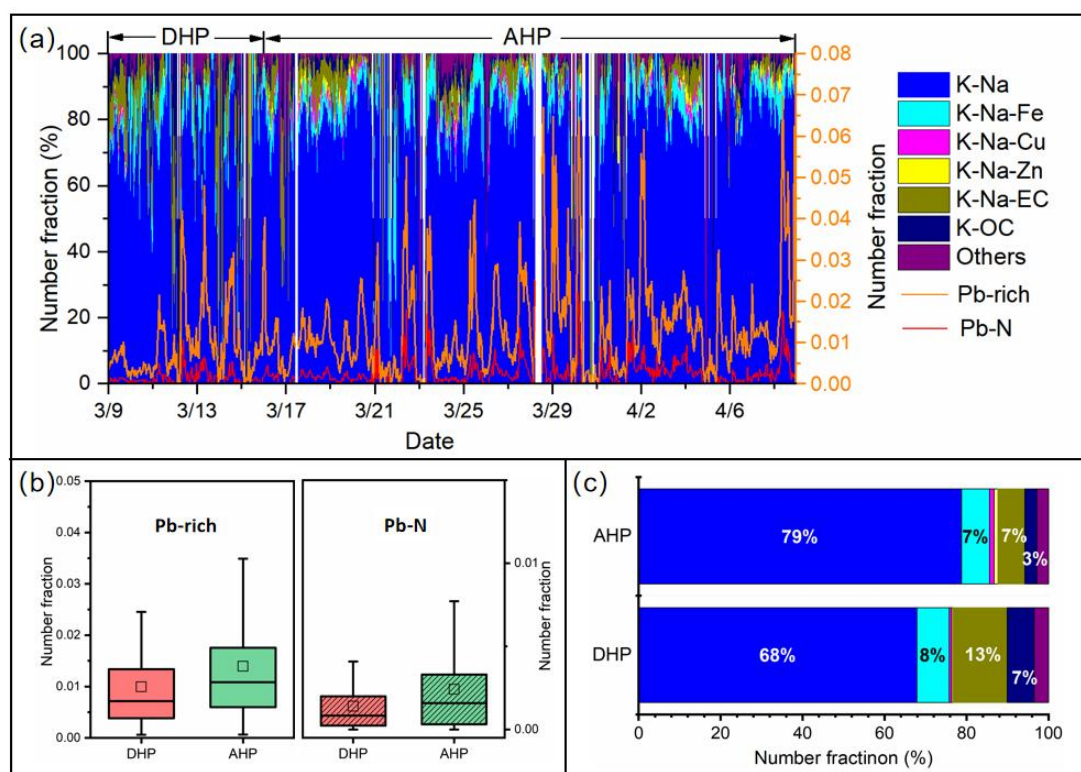 (a)
DHP
AHP
100
80
60
40
20
0
Number fraction (%)
0.08
0.07
0.06
0.05
0.04
0.03
0.02
0.01
0.00
Number fraction
3/9
3/13
3/17
3/21
3/25
3/29
4/2
4/6
Date
K-Na
K-Na-Fe
K-Na-Cu
K-Na-Zn
K-Na-EC
K-OC
Others
Pb-rich
Pb-N
(b)
0.05
0.04
0.03
0.02
0.01
0.00
Number fraction
Pb-rich
DHP
AHP
Pb-N
DHP
AHP
0.01
0.00
Number fraction
(c)
AHP
79%
7%
7%
3%
DHP
68%
8%
13%
7%
0
20
40
60
80
100
Number fractinon (%)